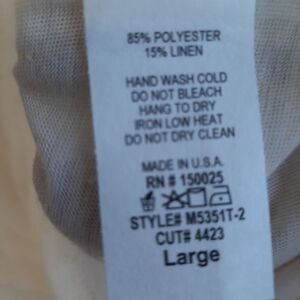 85% POLYESTER
15% LINEN
HAND WASH COLD
DO NOT BLEACH
HANG TO DRY
IRON LOW HEAT
DO NOT DRY CLEAN
MADE IN U.S.A.
RN # 150025
STYLE# M5351T-2
CUT# 4423
Large